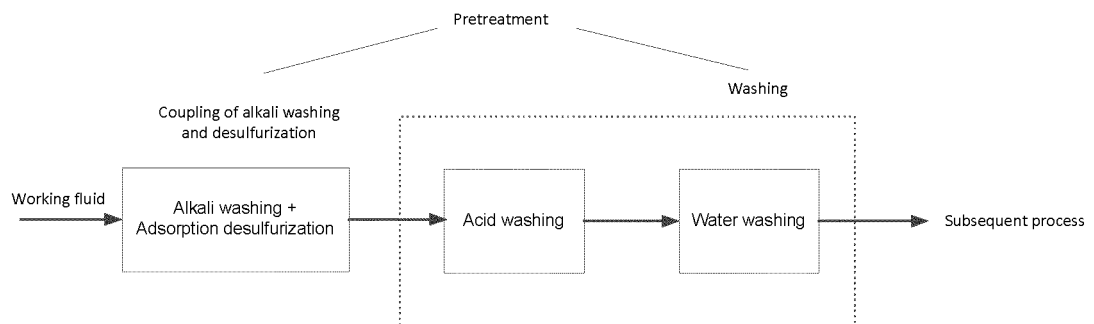 Pretreatment
Coupling of alkali washing
and desulfurization
Washing
Working fluid
Alkali washing +
Adsorption desulfurization
Acid washing
Water washing
Subsequent process